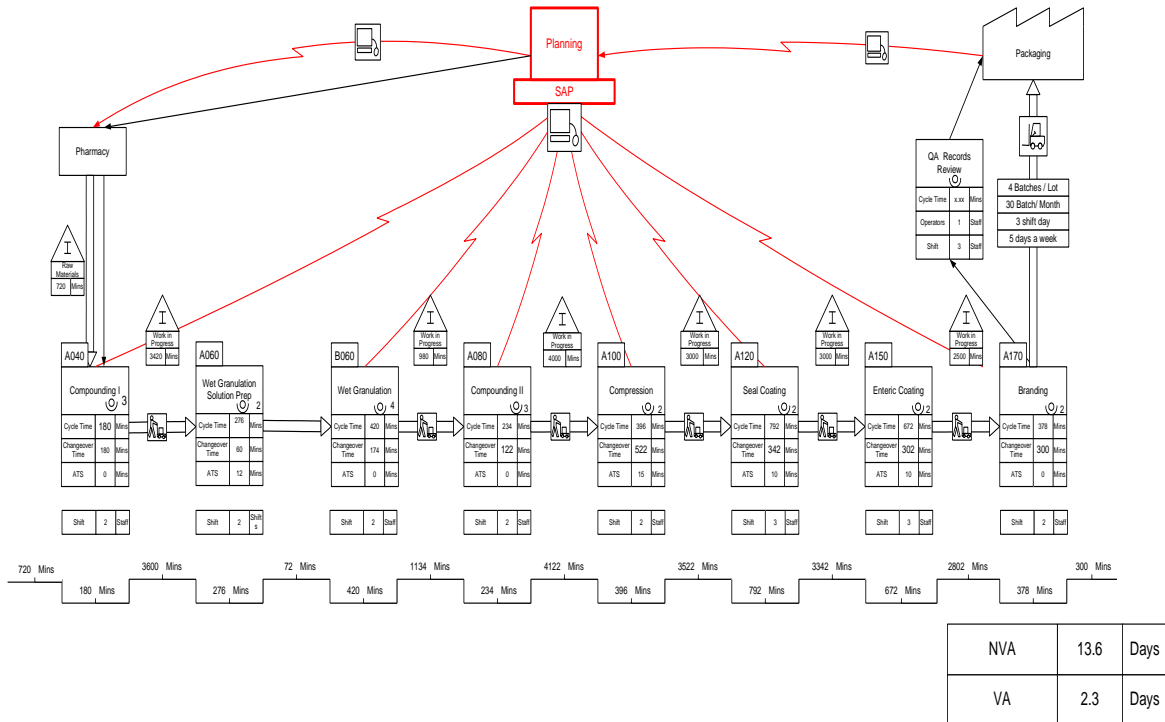 Planning
SAP
Packaging
Pharmacy
QA Records
Review
Cycle Time x.xx Mins
Operators 1 Staff
Shift 3 Staff
4 Batches / Lot
30 Batch/ Month
3 shift day
5 days a week
I
Raw
Materials
720 Mins
I
Work in
Progress
3420 Mins
I
Work in
Progress
980 Mins
I
Work in
Progress
4000 Mins
I
Work in
Progress
3000 Mins
I
Work in
Progress
3000 Mins
I
Work in
Progress
2500 Mins
A040
Compounding I
3
Cycle Time 180 Mins
Changeover
Time 180 Mins
ATS 0 Mins
Shift 2 Staff
A060
Wet Granulation
Solution Prep
2
Cycle Time 276 Mins
Changeover
Time 60 Mins
ATS 12 Mins
Shift 2 Shift
s
B060
Wet Granulation
4
Cycle Time 420 Mins
Changeover
Time 174 Mins
ATS 0 Mins
Shift 2 Staff
A080
Compounding II
3
Cycle Time 234 Mins
Changeover
Time 122 Mins
ATS 0 Mins
Shift 2 Staff
A100
Compression
2
Cycle Time 396 Mins
Changeover
Time 522 Mins
ATS 15 Mins
Shift 2 Staff
A120
Seal Coating
2
Cycle Time 792 Mins
Changeover
Time 342 Mins
ATS 10 Mins
Shift 3 Staff
A150
Enteric Coating
2
Cycle Time 672 Mins
Changeover
Time 302 Mins
ATS 10 Mins
Shift 3 Staff
A170
Branding
2
Cycle Time 378 Mins
Changeover
Time 300 Mins
ATS 0 Mins
Shift 2 Staff
720 Mins
180 Mins
3600 Mins
276 Mins
72 Mins
420 Mins
1134 Mins
234 Mins
4122 Mins
396 Mins
3522 Mins
792 Mins
3342 Mins
672 Mins
2802 Mins
378 Mins
300 Mins
NVA 13.6 Days
VA 2.3 Days